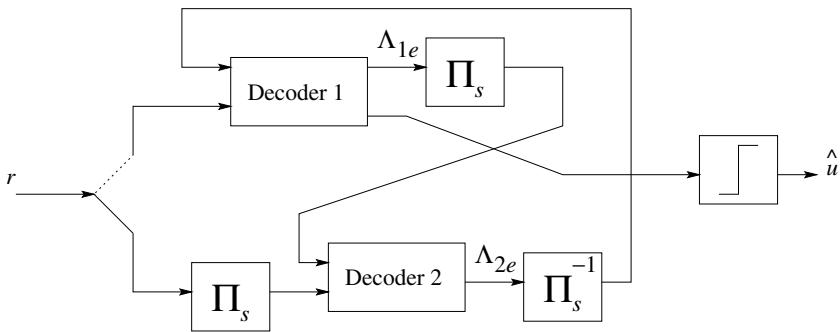 Λ1e
Πs
Decoder 1
r
û
Decoder 2
Λ2e
Πs
Πs−1